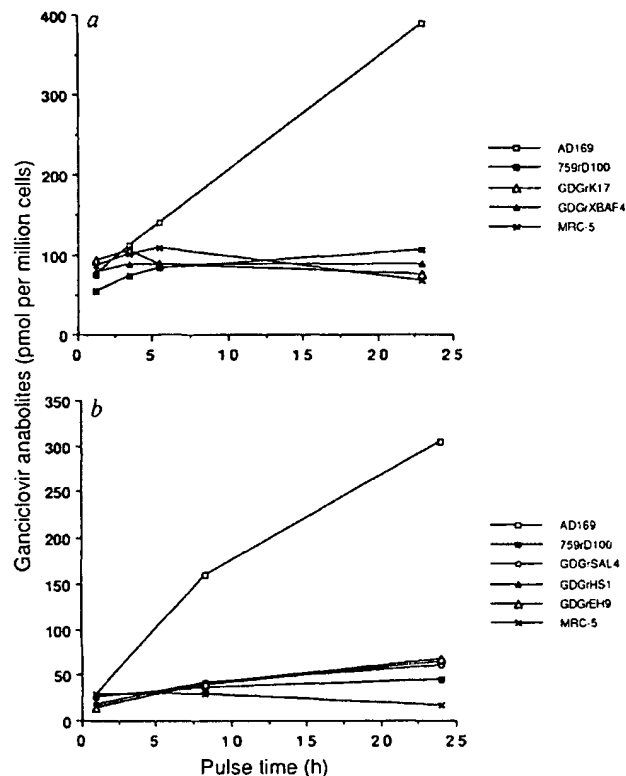 a
400
300
200
100
0
0 5 10 15 20 25
AD169
759rD100
GDGrK17
GDGrXBAF4
MRC-5
Ganciclovir anabolites (pmol per million cells)
b
350
300
250
200
150
100
50
0
0 5 10 15 20 25
AD169
759rD100
GDGrSAL4
GDGrHS1
GDGrEH9
MRC-5
Pulse time (h)